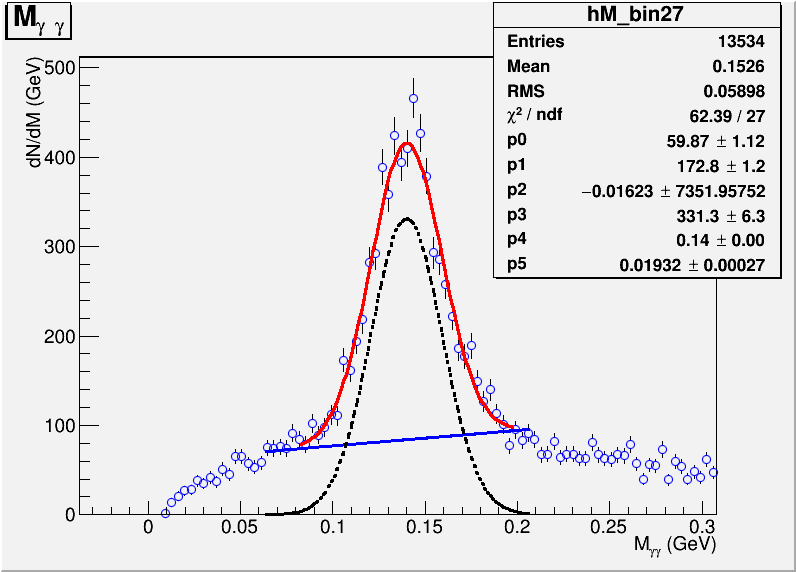 M γ γ
hM_bin27
Entries 13534
Mean 0.1526
RMS 0.05898
χ² / ndf 62.39 / 27
p0 59.87 ± 1.12
p1 172.8 ± 1.2
p2 −0.01623 ± 7351.95752
p3 331.3 ± 6.3
p4 0.14 ± 0.00
p5 0.01932 ± 0.00027
dN/dM (GeV)
500
400
300
200
100
0
0 0.05 0.1 0.15 0.2 0.25 0.3
Mγγ (GeV)